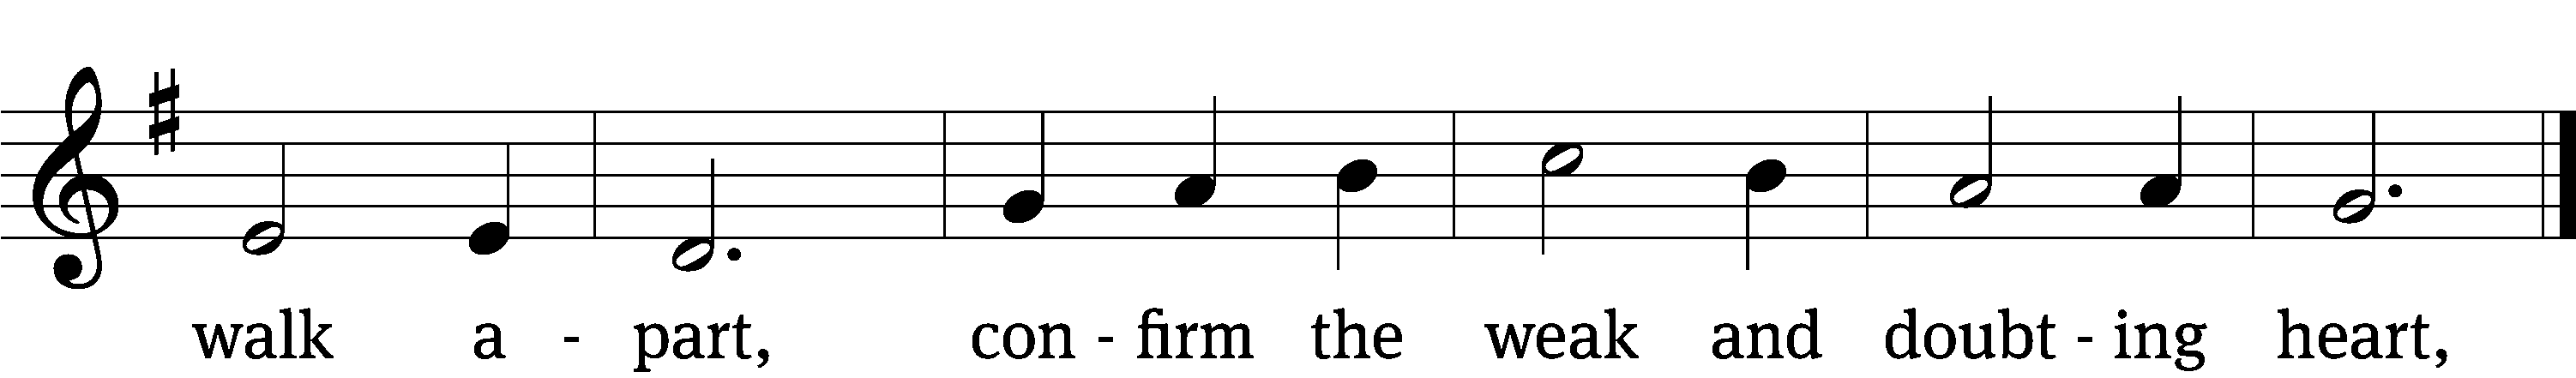 walk a - part, con - firm the weak and doubt - ing heart,